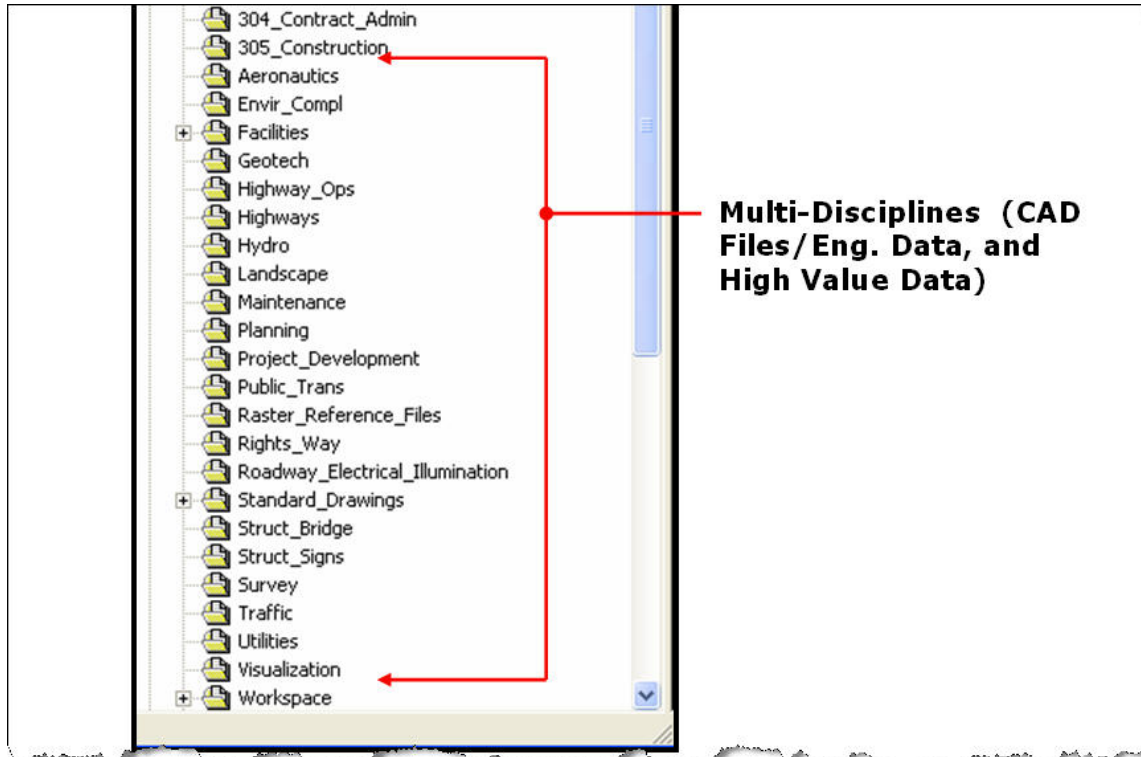 304_Contract_Admin
305_Construction
Aeronautics
Envir_Compl
Facilities
Geotech
Highway_Ops
Highways
Hydro
Landscape
Maintenance
Planning
Project_Development
Public_Trans
Raster_Reference_Files
Rights_Way
Roadway_Electrical_Illumination
Standard_Drawings
Struct_Bridge
Struct_Signs
Survey
Traffic
Utilities
Visualization
Workspace
Multi-Disciplines (CAD
Files/Eng. Data, and
High Value Data)